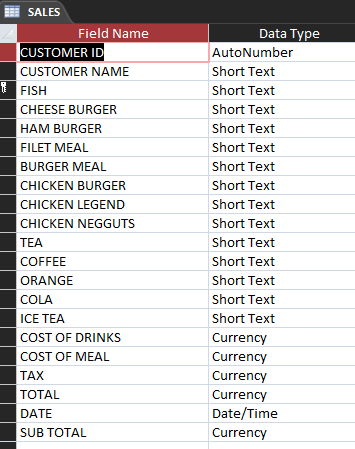 SALES
Field Name Data Type
CUSTOMER ID AutoNumber
CUSTOMER NAME Short Text
FISH Short Text
CHEESE BURGER Short Text
HAM BURGER Short Text
FILET MEAL Short Text
BURGER MEAL Short Text
CHICKEN BURGER Short Text
CHICKEN LEGEND Short Text
CHICKEN NEGGUTS Short Text
TEA Short Text
COFFEE Short Text
ORANGE Short Text
COLA Short Text
ICE TEA Short Text
COST OF DRINKS Currency
COST OF MEAL Currency
TAX Currency
TOTAL Currency
DATE Date/Time
SUB TOTAL Currency